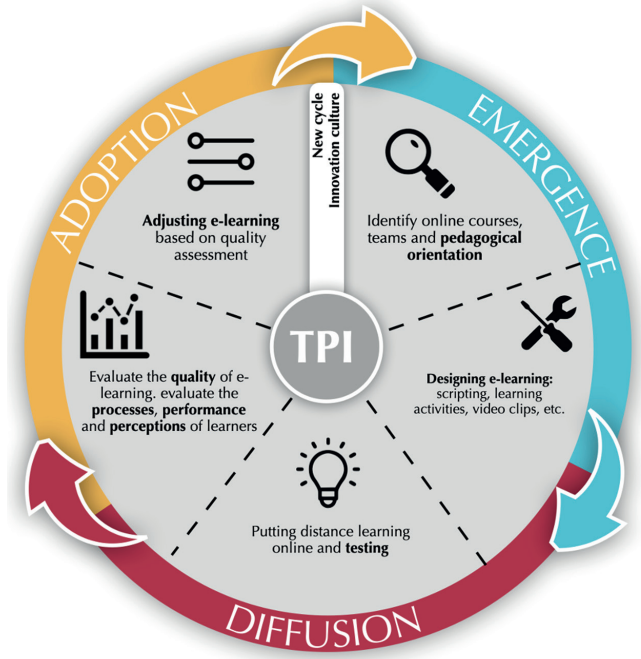 EMERGENCE
New cycle
Innovation culture
Identify online courses,
teams and pedagogical
orientation
Designing e-learning:
scripting, learning
activities, video clips, etc.
DIFFUSION
Putting distance learning
online and testing
ADOPTION
Evaluate the quality of e-
learning. evaluate the
processes, performance
and perceptions of learners
Adjusting e-learning
based on quality
assessment
TPI